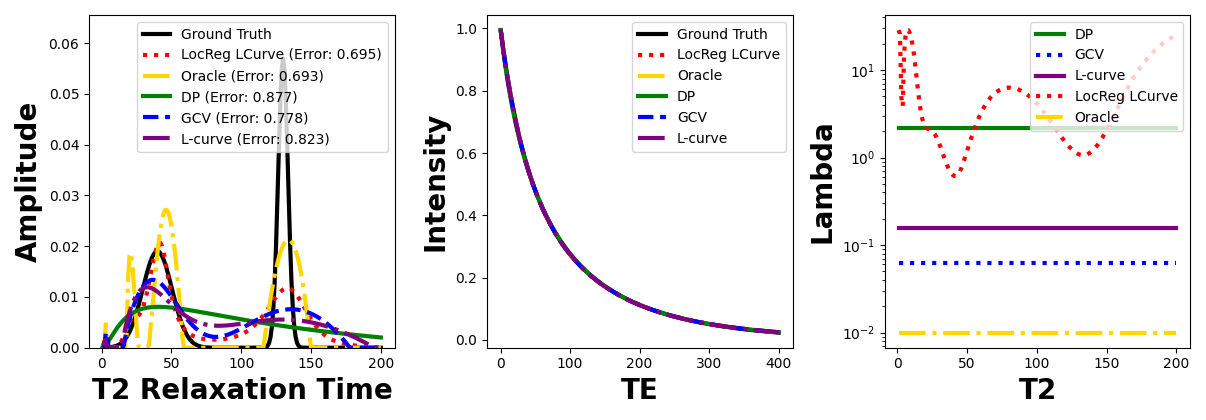 Amplitude
0.06
0.05
0.04
0.03
0.02
0.01
0.00
0
50
100
150
200
T2 Relaxation Time
Ground Truth
LocReg LCurve (Error: 0.695)
Oracle (Error: 0.693)
DP (Error: 0.877)
GCV (Error: 0.778)
L-curve (Error: 0.823)
Intensity
1.0
0.8
0.6
0.4
0.2
0.0
0
100
200
300
400
TE
Ground Truth
LocReg LCurve
Oracle
DP
GCV
L-curve
Lambda
10¹
10⁰
10⁻¹
10⁻²
0
50
100
150
200
T2
DP
GCV
L-curve
LocReg LCurve
Oracle